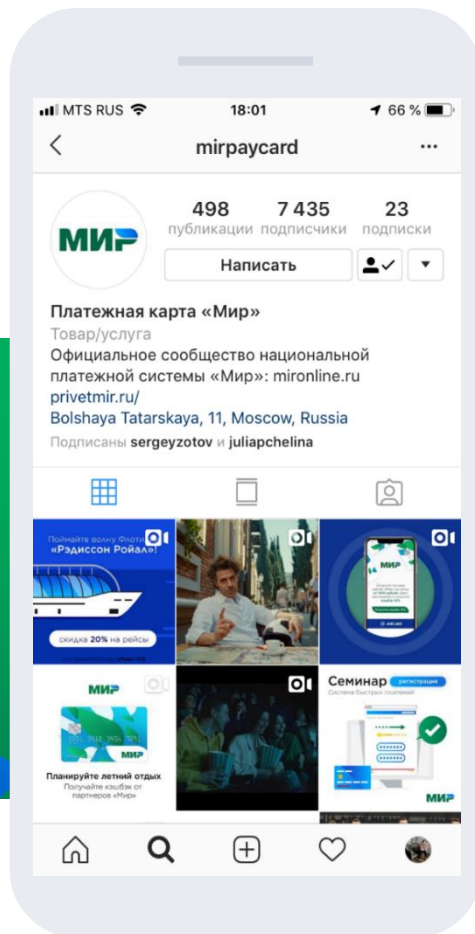 MTS RUS
18:01
66 %
mirpaycard
498
7 435
23
публикации
подписчики
подписки
МИР
Написать
Платежная карта «Мир»
Товар/услуга
Официальное сообщество национальной
платежной системы «Мир»: mironline.ru
privetmir.ru/
Bolshaya Tatarskaya, 11, Moscow, Russia
Подписаны sergeyzotov и juliapchelina
Поймайте волну Флоти
«Рэдиссон Ройал»!
скидка 20% на рейсы
МИР
МИР
МИР
Планируйте летний отдых
Получайте кэшбэк от
партнеров «Мир»
Семинар
регистрация
Система быстрых платежей
МИР